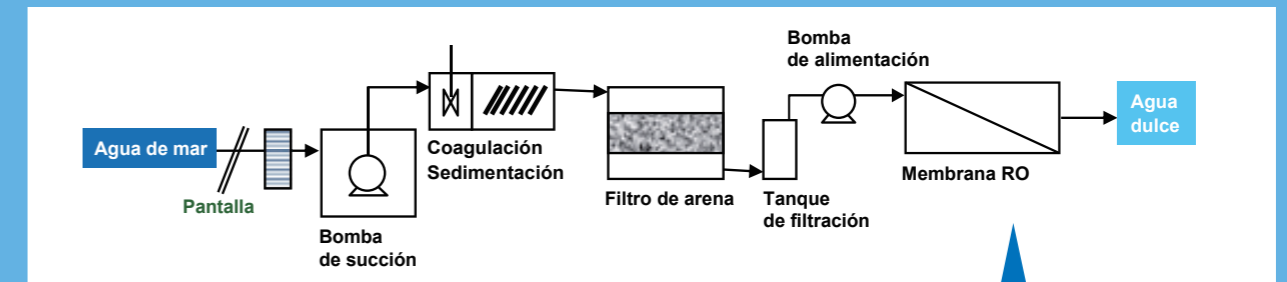 Agua de mar
Pantalla
Bomba
de succión
Coagulación
Sedimentación
Filtro de arena
Tanque
de filtración
Bomba
de alimentación
Membrana RO
Agua
dulce